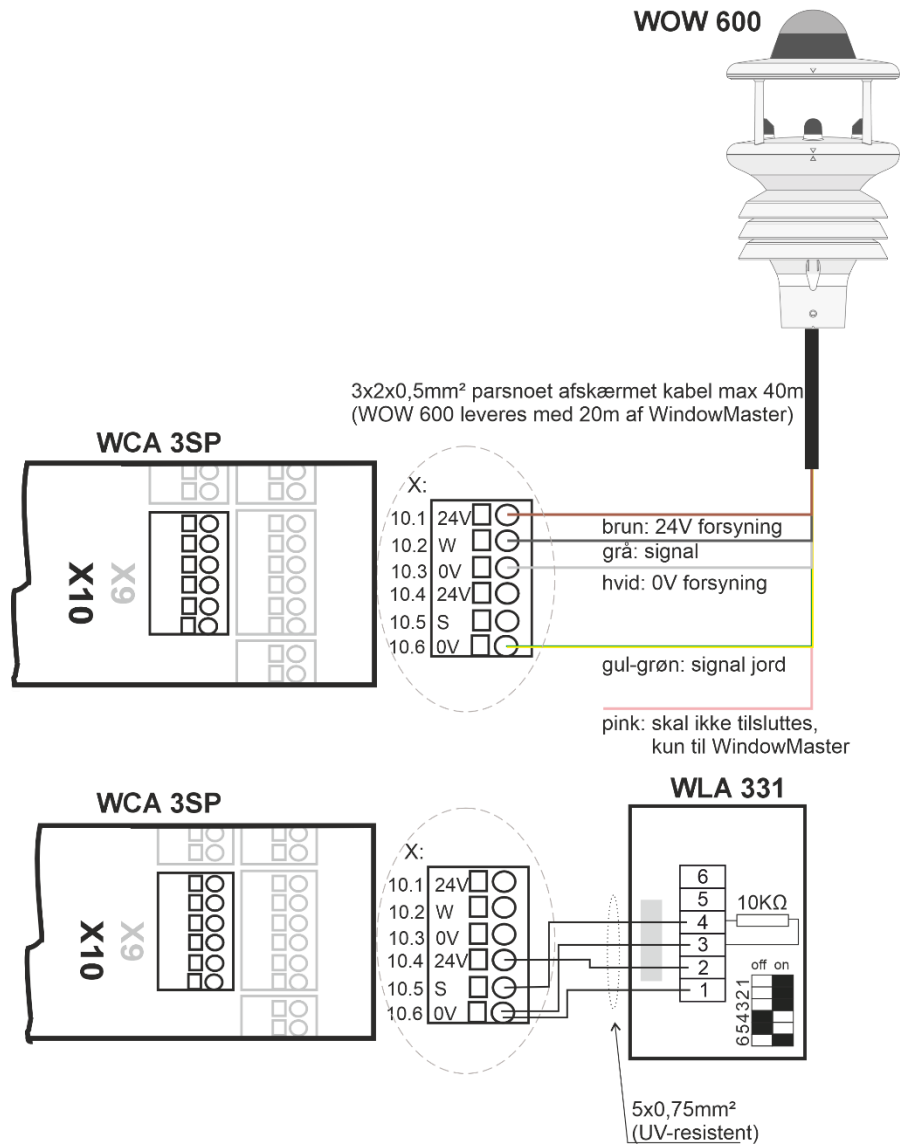 WOW 600
3x2x0,5mm² parsnoet afskærmet kabel max 40m
(WOW 600 leveres med 20m af WindowMaster)
WCA 3SP
X10
X9
X:
10.1 24V
10.2 W
10.3 0V
10.4 24V
10.5 S
10.6 0V
brun: 24V forsyning
grå: signal
hvid: 0V forsyning
gul-grøn: signal jord
pink: skal ikke tilsluttes,
kun til WindowMaster
WCA 3SP
X10
X9
X:
10.1 24V
10.2 W
10.3 0V
10.4 24V
10.5 S
10.6 0V
WLA 331
6
5
4
3
2
1
10KΩ
off on
654321
5x0,75mm²
(UV-resistent)